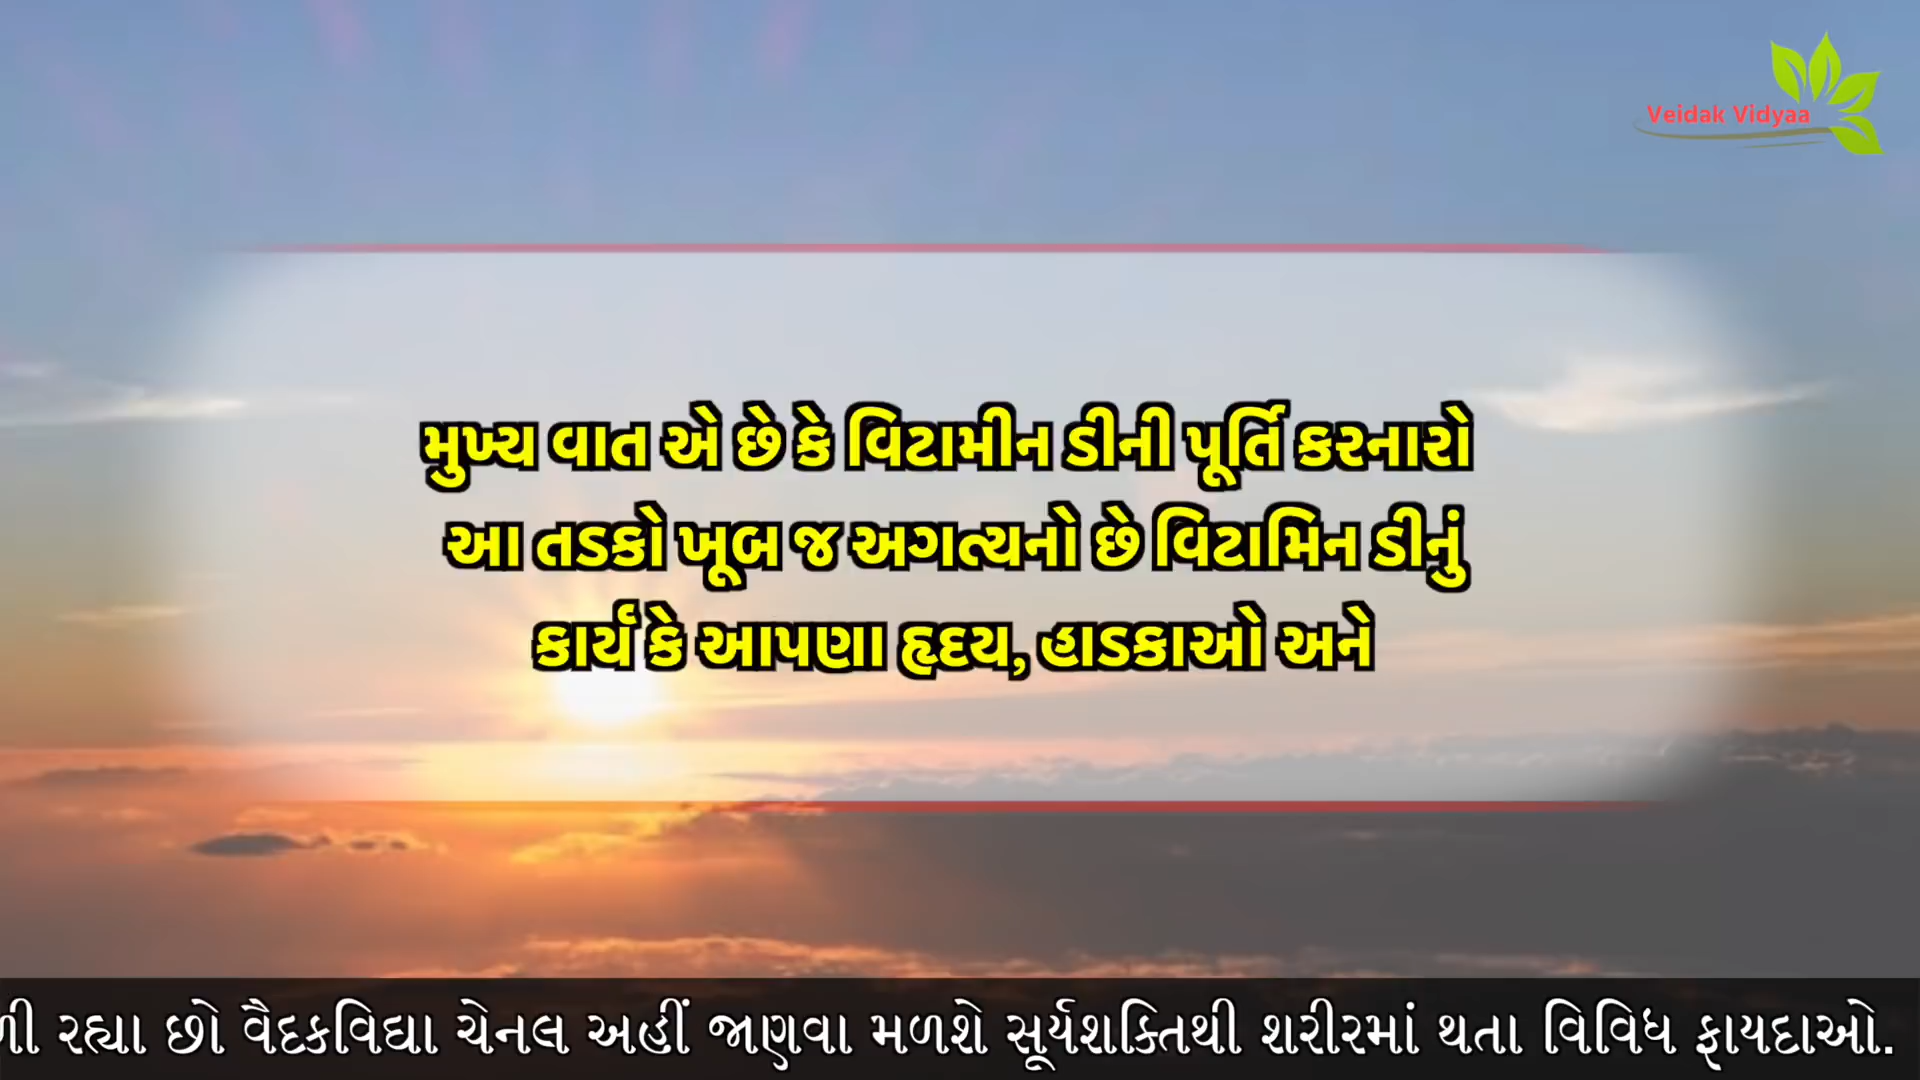 Veidak Vidyaa
મુખ્ય વાત એ છે કે વિટામીન ડીની પૂર્તિ કરનારો
આ તડકો ખૂબ જ અગત્યનો છે વિટામિન ડીનું
કાર્ય કે આપણા હૃદય, હાડકાઓ અને
રહ્યા છો વૈદકવિદ્યા ચેનલ અહીં જાણવા મળશે સૂર્યશક્તિથી શરીરમાં થતા વિવિધ ફાયદાઓ.